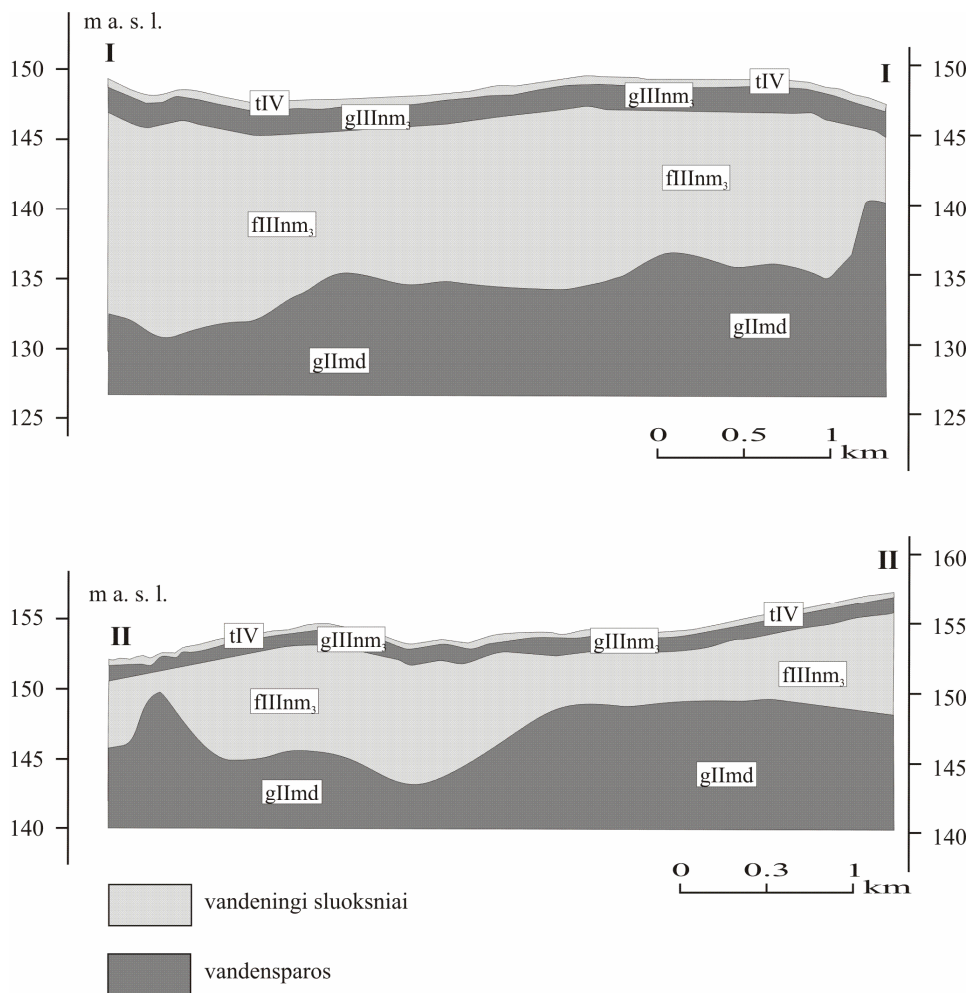 m a. s. l.
I
I
150
150
tIV
tIV
gIIInm₃
gIIInm₃
145
145
fIIInm₃
140
140
fIIInm₃
135
135
gIImd
130
130
gIImd
125
125
0 0.5 1
km
160
II
m a. s. l.
155
155
II
tIV
tIV
gIIInm₃
gIIInm₃
fIIInm₃
150
150
fIIInm₃
145
145
gIImd
gIImd
140
140
0 0.3 1
km
vandeningi sluoksniai
vandensparos